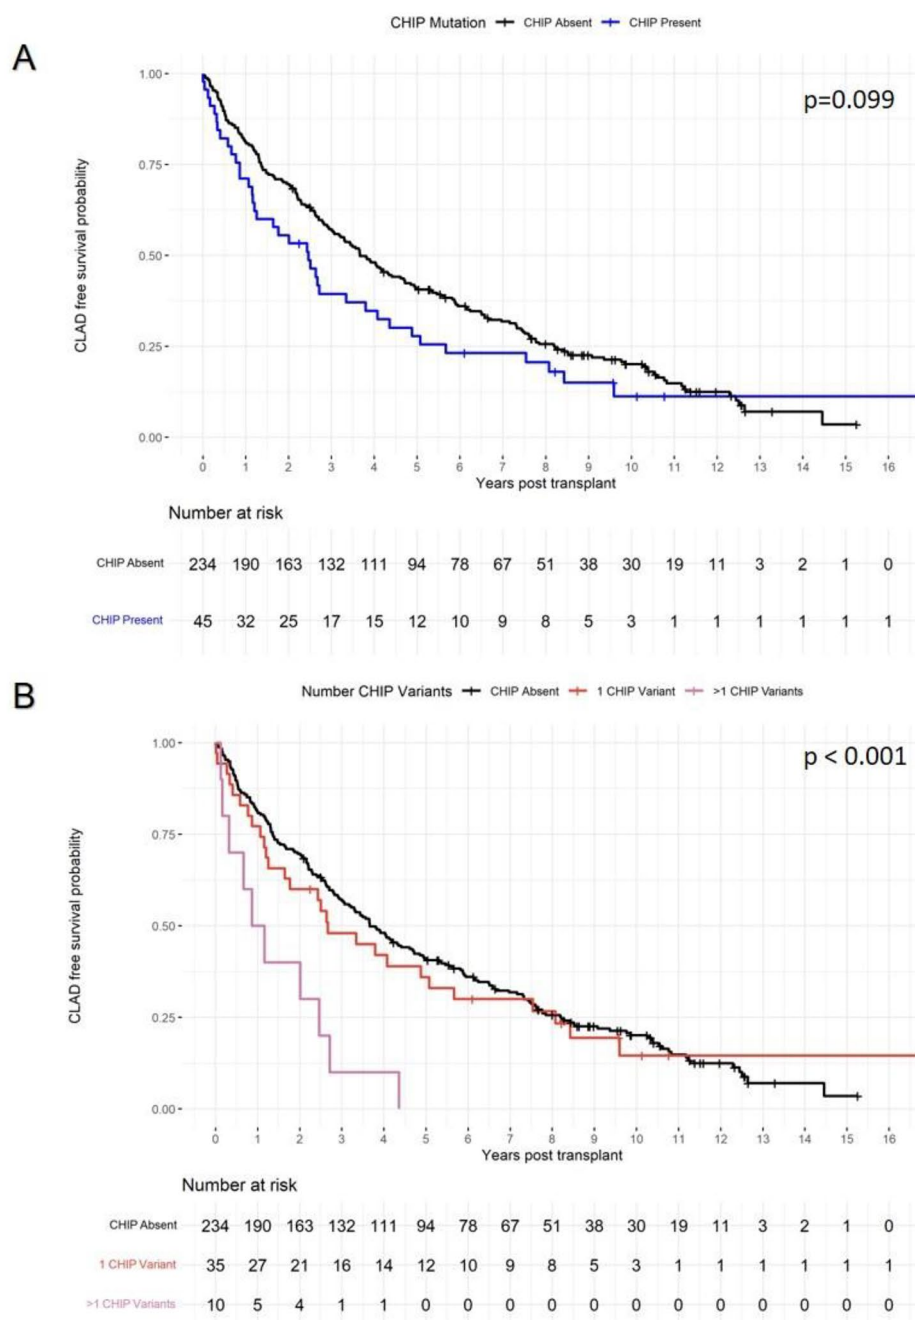 CHIP Mutation CHIP Absent CHIP Present
A
p=0.099
1.00
0.75
0.50
0.25
0.00
CLAD free survival probability
0 1 2 3 4 5 6 7 8 9 10 11 12 13 14 15 16
Years post transplant
Number at risk
CHIP Absent 234 190 163 132 111 94 78 67 51 38 30 19 11 3 2 1 0
CHIP Present 45 32 25 17 15 12 10 9 8 5 3 1 1 1 1 1 1
B
Number CHIP Variants CHIP Absent 1 CHIP Variant >1 CHIP Variants
p < 0.001
1.00
0.75
0.50
0.25
0.00
CLAD free survival probability
0 1 2 3 4 5 6 7 8 9 10 11 12 13 14 15 16
Years post transplant
Number at risk
CHIP Absent 234 190 163 132 111 94 78 67 51 38 30 19 11 3 2 1 0
1 CHIP Variant 35 27 21 16 14 12 10 9 8 5 3 1 1 1 1 1 1
>1 CHIP Variants 10 5 4 1 1 0 0 0 0 0 0 0 0 0 0 0 0